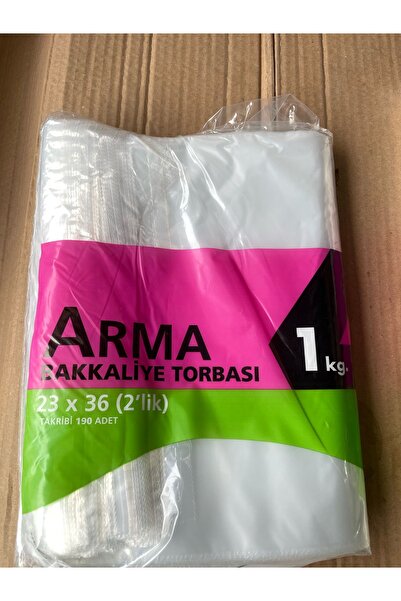 ARMA
BAKKALİYE TORBASI
1 kg.
23 x 36 (2'lik)
TAKRİBİ 190 ADET